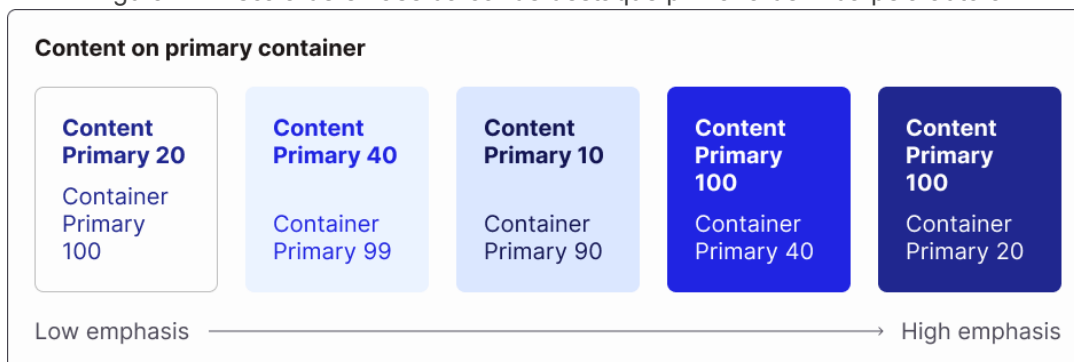 Content on primary container
Content
Primary 20
Container
Primary
100
Content
Primary 40
Container
Primary 99
Content
Primary 10
Container
Primary 90
Content
Primary
100
Container
Primary 40
Content
Primary
100
Container
Primary 20
Low emphasis
High emphasis